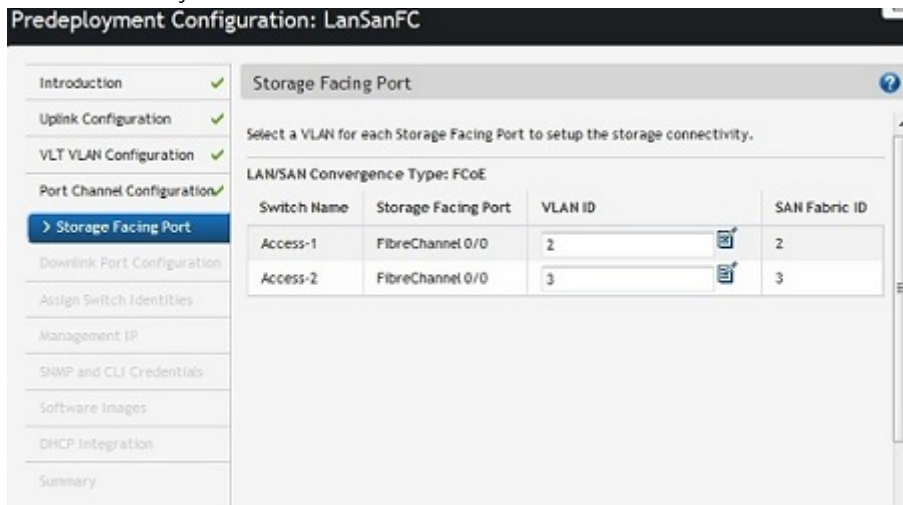 Predeployment Configuration: LanSanFC
Introduction
Uplink Configuration
VLT VLAN Configuration
Port Channel Configuration
> Storage Facing Port
Downlink Port Configuration
Assign Switch Identities
Management IP
SNMP and CLI Credentials
Software Images
DHCP Integration
Summary
Storage Facing Port
Select a VLAN for each Storage Facing Port to setup the storage connectivity.
LAN/SAN Convergence Type: FCoE
Switch Name Storage Facing Port VLAN ID SAN Fabric ID
Access-1 FibreChannel 0/0 2 2
Access-2 FibreChannel 0/0 3 3